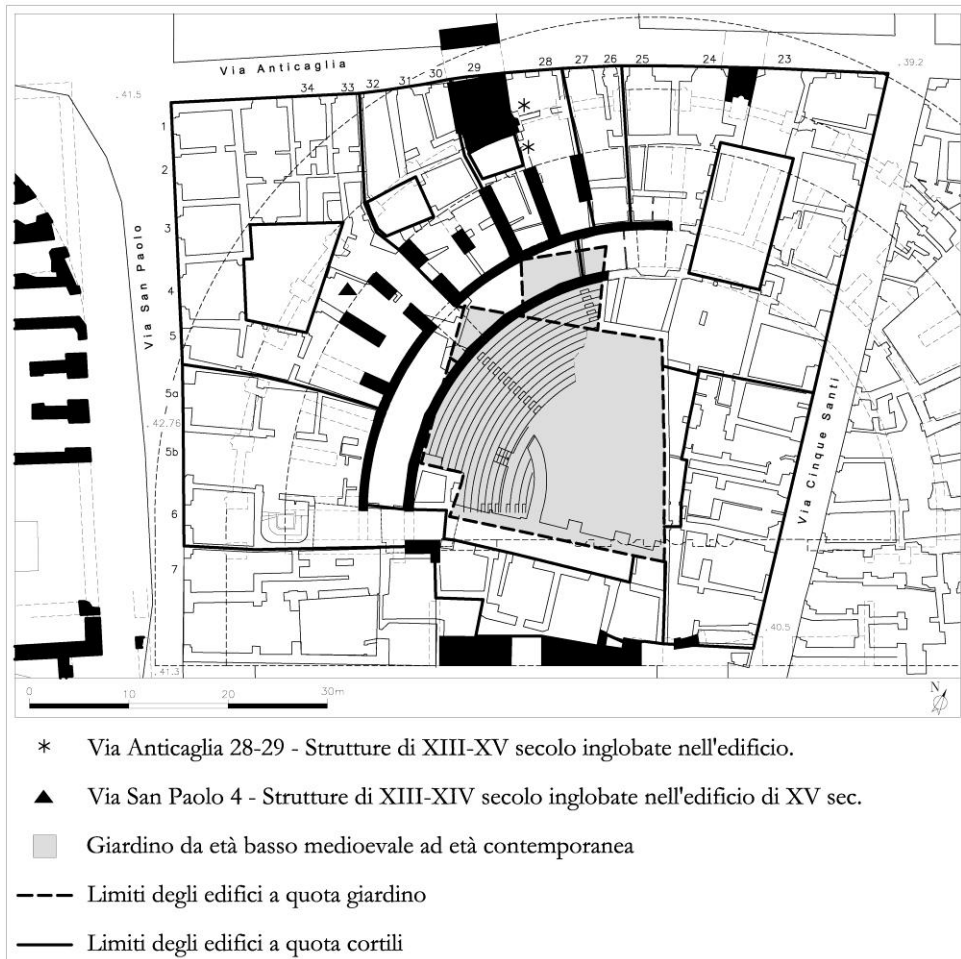 Via Anticaglia
34
33
32
31
30
29
28
27
26
25
24
23
39.2
41.5
1
2
3
4
5
5a
42.76
5b
6
7
Via San Paolo
Via Cinque Santi
40.5
41.3
0
10
20
30m
N
Via Anticaglia 28-29 - Strutture di XIII-XV secolo inglobate nell'edificio.
Via San Paolo 4 - Strutture di XIII-XIV secolo inglobate nell'edificio di XV sec.
Giardino da età basso medioevale ad età contemporanea
Limiti degli edifici a quota giardino
Limiti degli edifici a quota cortili